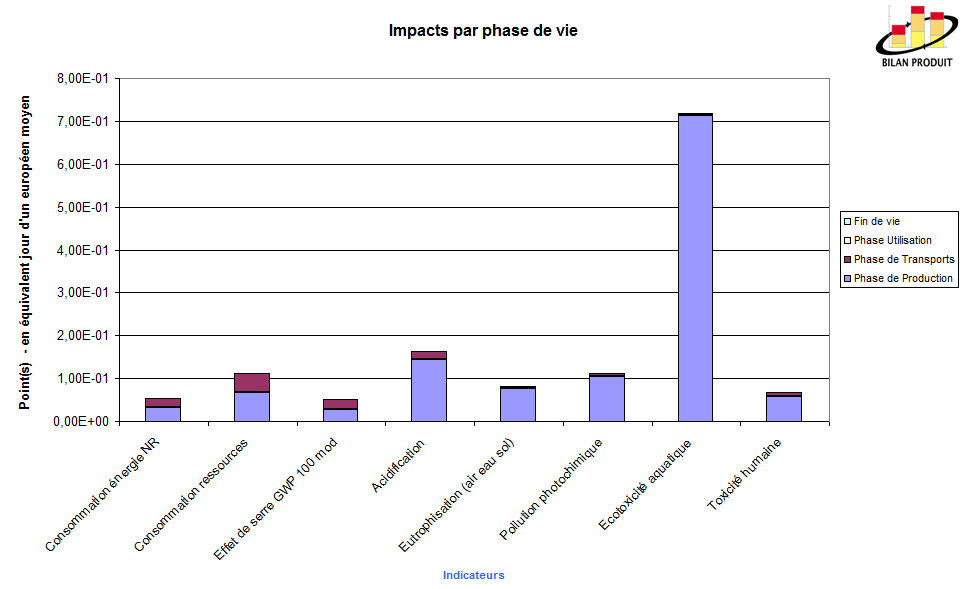 Impacts par phase de vie
BILAN PRODUIT
Point(s) - en équivalent jour d'un européen moyen
8,00E-01
7,00E-01
6,00E-01
5,00E-01
4,00E-01
3,00E-01
2,00E-01
1,00E-01
0,00E+00
Fin de vie
Phase Utilisation
Phase de Transports
Phase de Production
Consommation énergie NR
Consommation ressources
Effet de serre GWP 100 mod
Acidification
Eutrophisation (air eau sol)
Pollution photochimique
Ecotoxicité aquatique
Toxicité humaine
Indicateurs